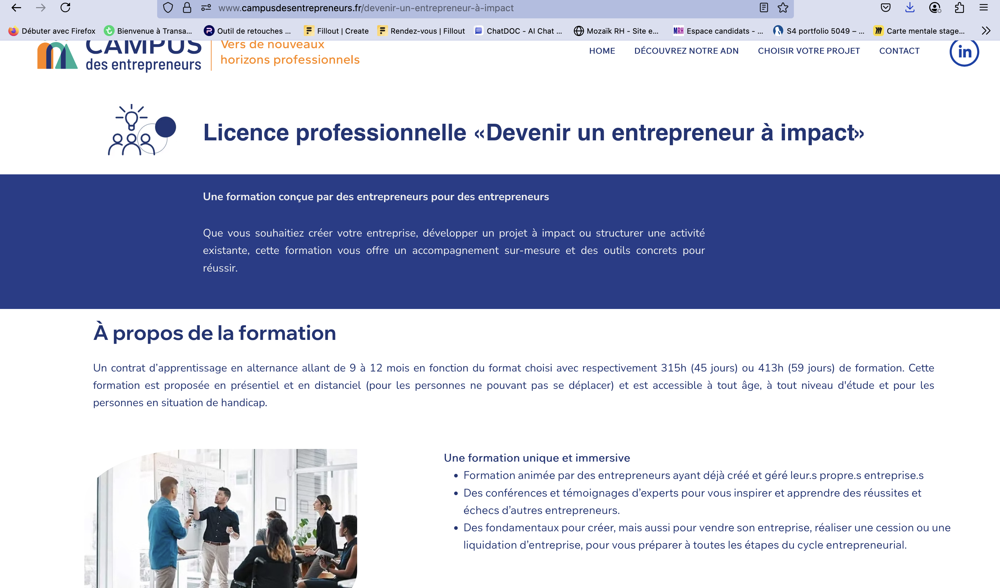 www.campusdesentrepreneurs.fr/devenir-un-entrepreneur-à-impact
Débuter avec Firefox
Bienvenue à Transa...
Outil de retouches ...
Fillout | Create
Rendez-vous | Fillout
ChatDOC - AI Chat ...
Mozaïk RH - Site e...
MRH
Espace candidats - ...
S4 portfolio 5049 – ...
Carte mentale stage...
CAMPUS
des entrepreneurs
Vers de nouveaux
horizons professionnels
HOME
DÉCOUVREZ NOTRE ADN
CHOISIR VOTRE PROJET
CONTACT
in
Licence professionnelle «Devenir un entrepreneur à impact»
Une formation conçue par des entrepreneurs pour des entrepreneurs
Que vous souhaitiez créer votre entreprise, développer un projet à impact ou structurer une activité
existante, cette formation vous offre un accompagnement sur-mesure et des outils concrets pour
réussir.
À propos de la formation
Un contrat d’apprentissage en alternance allant de 9 à 12 mois en fonction du format choisi avec respectivement 315h (45 jours) ou 413h (59 jours) de formation. Cette
formation est proposée en présentiel et en distanciel (pour les personnes ne pouvant pas se déplacer) et est accessible à tout âge, à tout niveau d'étude et pour les
personnes en situation de handicap.
Une formation unique et immersive
• Formation animée par des entrepreneurs ayant déjà créé et géré leur.s propre.s entreprise.s
• Des conférences et témoignages d’experts pour vous inspirer et apprendre des réussites et
échecs d’autres entrepreneurs.
• Des fondamentaux pour créer, mais aussi pour vendre son entreprise, réaliser une cession ou une
liquidation d’entreprise, pour vous préparer à toutes les étapes du cycle entrepreneurial.